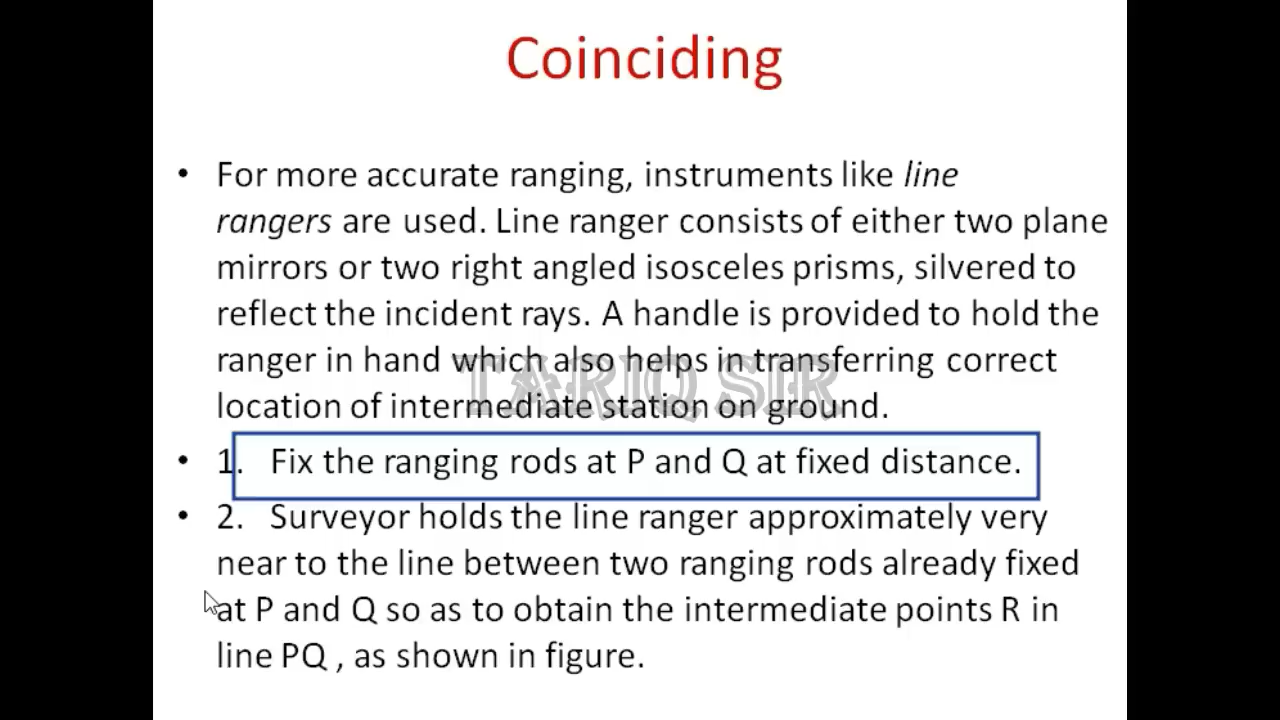 Coinciding
• For more accurate ranging, instruments like line
rangers are used. Line ranger consists of either two plane
mirrors or two right angled isosceles prisms, silvered to
reflect the incident rays. A handle is provided to hold the
ranger in hand which also helps in transferring correct
TARIQ SIR
location of intermediate station on ground.
• 1. Fix the ranging rods at P and Q at fixed distance.
• 2. Surveyor holds the line ranger approximately very
near to the line between two ranging rods already fixed
at P and Q so as to obtain the intermediate points R in
line PQ , as shown in figure.